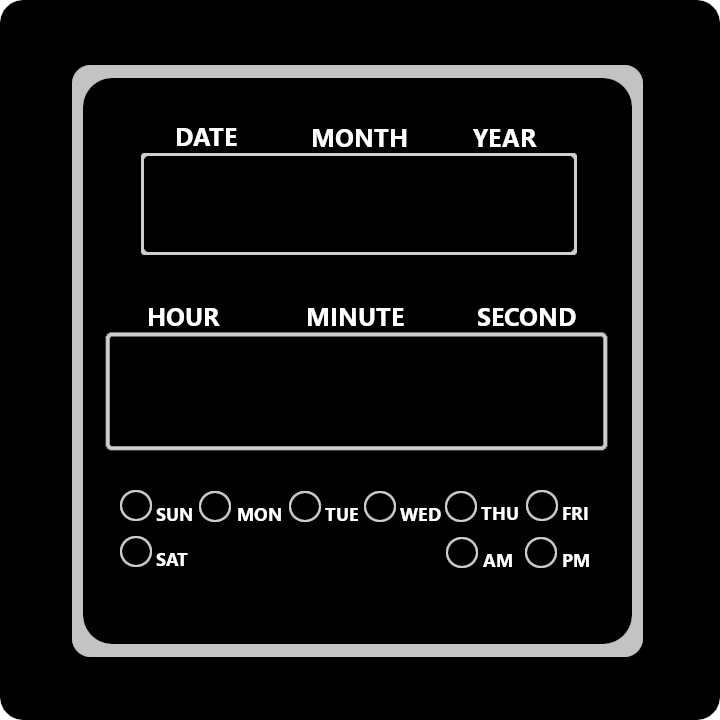 DATE MONTH YEAR
HOUR MINUTE SECOND
SUN MON TUE WED THU FRI
SAT AM PM